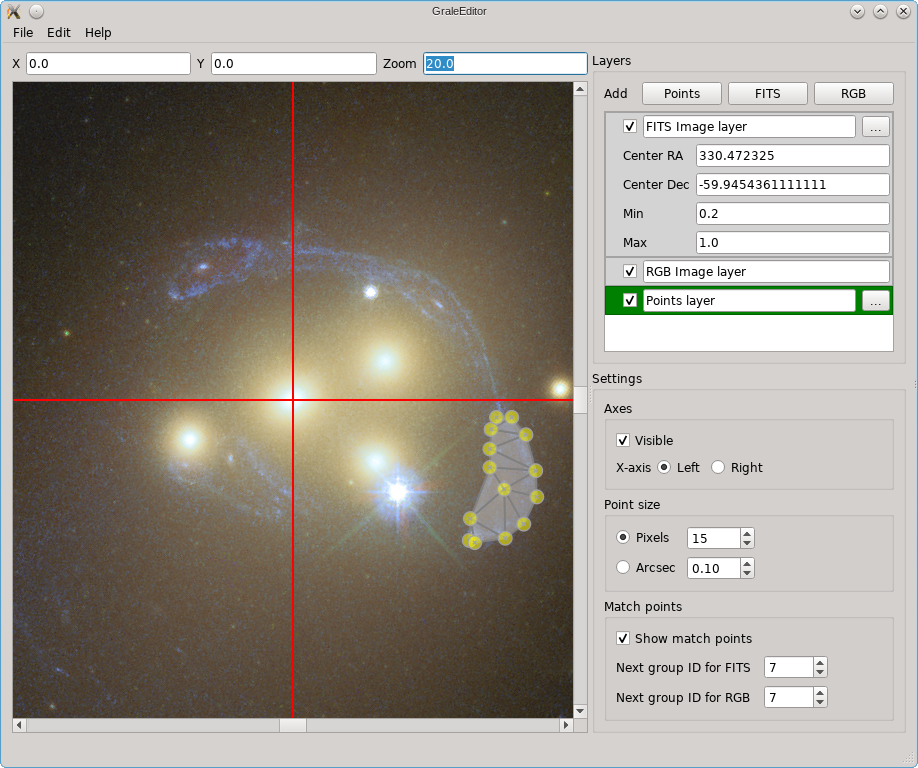 GraleEditor
File Edit Help
X 0.0 Y 0.0 Zoom 20.0
Layers
Add Points FITS RGB
FITS Image layer ...
Center RA 330.472325
Center Dec -59.9454361111111
Min 0.2
Max 1.0
RGB Image layer
Points layer ...
Settings
Axes
Visible
X-axis Left Right
Point size
Pixels 15
Arcsec 0.10
Match points
Show match points
Next group ID for FITS 7
Next group ID for RGB 7